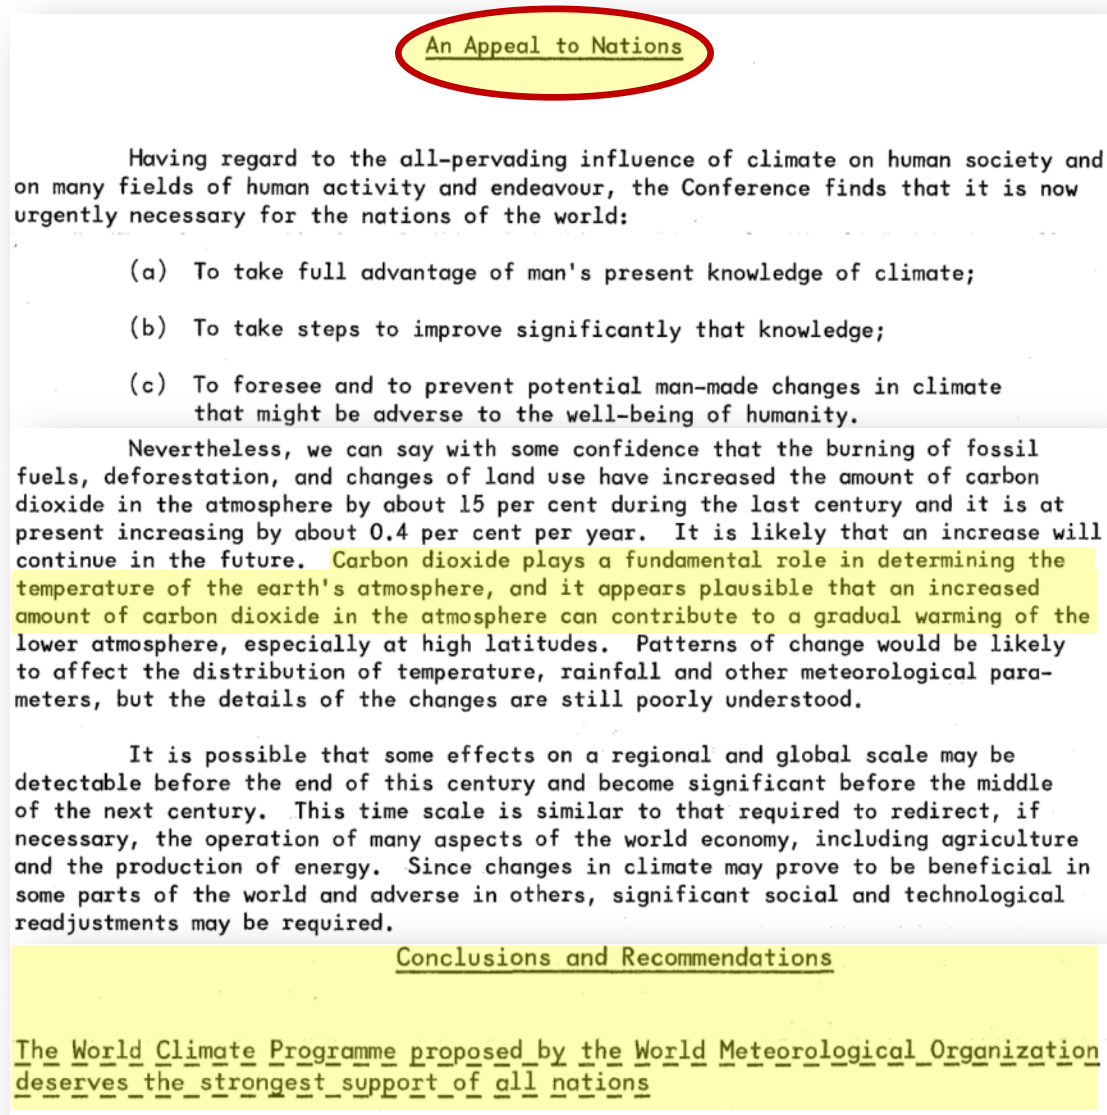 An Appeal to Nations
Having regard to the all-pervading influence of climate on human society and
on many fields of human activity and endeavour, the Conference finds that it is now
urgently necessary for the nations of the world:
(a) To take full advantage of man's present knowledge of climate;
(b) To take steps to improve significantly that knowledge;
(c) To foresee and to prevent potential man-made changes in climate
that might be adverse to the well-being of humanity.
Nevertheless, we can say with some confidence that the burning of fossil
fuels, deforestation, and changes of land use have increased the amount of carbon
dioxide in the atmosphere by about 15 per cent during the last century and it is at
present increasing by about 0.4 per cent per year. It is likely that an increase will
continue in the future. Carbon dioxide plays a fundamental role in determining the
temperature of the earth's atmosphere, and it appears plausible that an increased
amount of carbon dioxide in the atmosphere can contribute to a gradual warming of the
lower atmosphere, especially at high latitudes. Patterns of change would be likely
to affect the distribution of temperature, rainfall and other meteorological para-
meters, but the details of the changes are still poorly understood.
It is possible that some effects on a regional and global scale may be
detectable before the end of this century and become significant before the middle
of the next century. This time scale is similar to that required to redirect, if
necessary, the operation of many aspects of the world economy, including agriculture
and the production of energy. Since changes in climate may prove to be beneficial in
some parts of the world and adverse in others, significant social and technological
readjustments may be required.
Conclusions and Recommendations
The World Climate Programme proposed by the World Meteorological Organization
deserves the strongest support of all nations